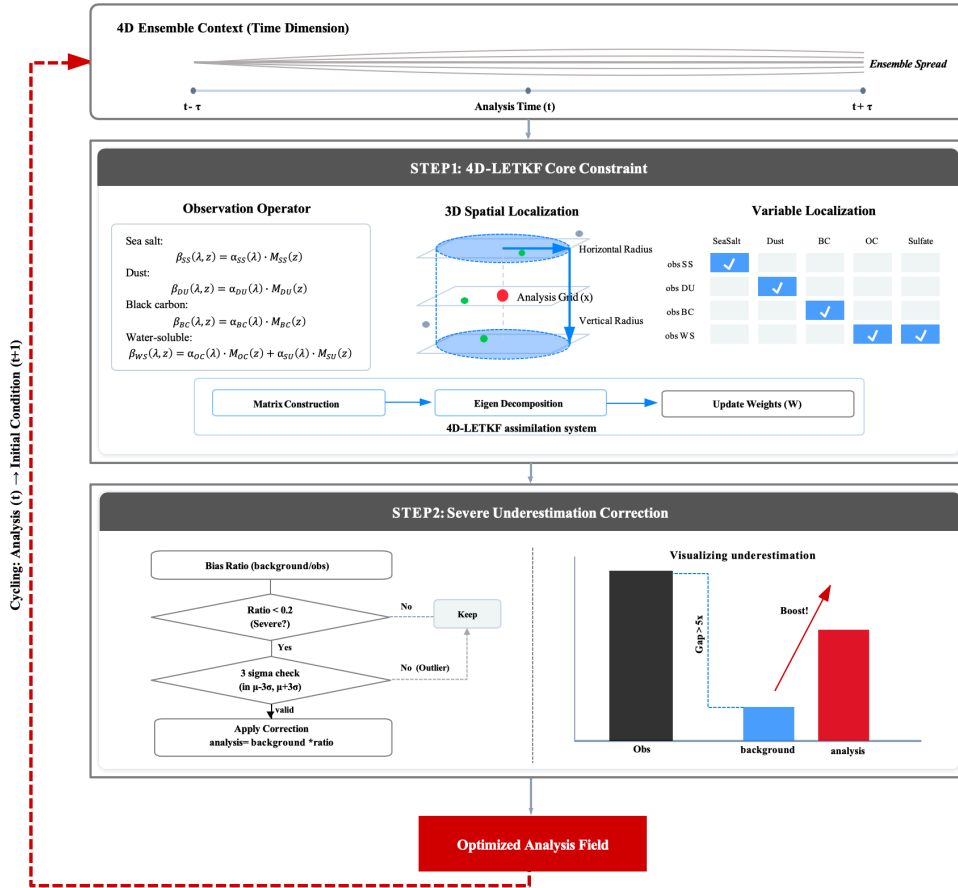 4D Ensemble Context (Time Dimension)
Ensemble Spread
t- τ
Analysis Time (t)
t+ τ
Cycling: Analysis (t) → Initial Condition (t+1)
STEP1: 4D-LETKF Core Constraint
Observation Operator
Sea salt:
β_SS(λ, z) = α_SS(λ) · M_SS(z)
Dust:
β_DU(λ, z) = α_DU(λ) · M_DU(z)
Black carbon:
β_BC(λ, z) = α_BC(λ) · M_BC(z)
Water-soluble:
β_WS(λ, z) = α_OC(λ) · M_OC(z) + α_SU(λ) · M_SU(z)
3D Spatial Localization
Horizontal Radius
Analysis Grid (x)
Vertical Radius
Variable Localization
SeaSalt Dust BC OC Sulfate
obs SS
obs DU
obs BC
obs WS
Matrix Construction
Eigen Decomposition
Update Weights (W)
4D-LETKF assimilation system
STEP2: Severe Underestimation Correction
Bias Ratio (background/obs)
Ratio < 0.2
(Severe?)
No
Keep
Yes
3 sigma check
(in μ-3σ, μ+3σ)
No (Outlier)
valid
Apply Correction
analysis= background *ratio
Visualizing underestimation
Gap > 5x
Boost!
Obs
background
analysis
Optimized Analysis Field